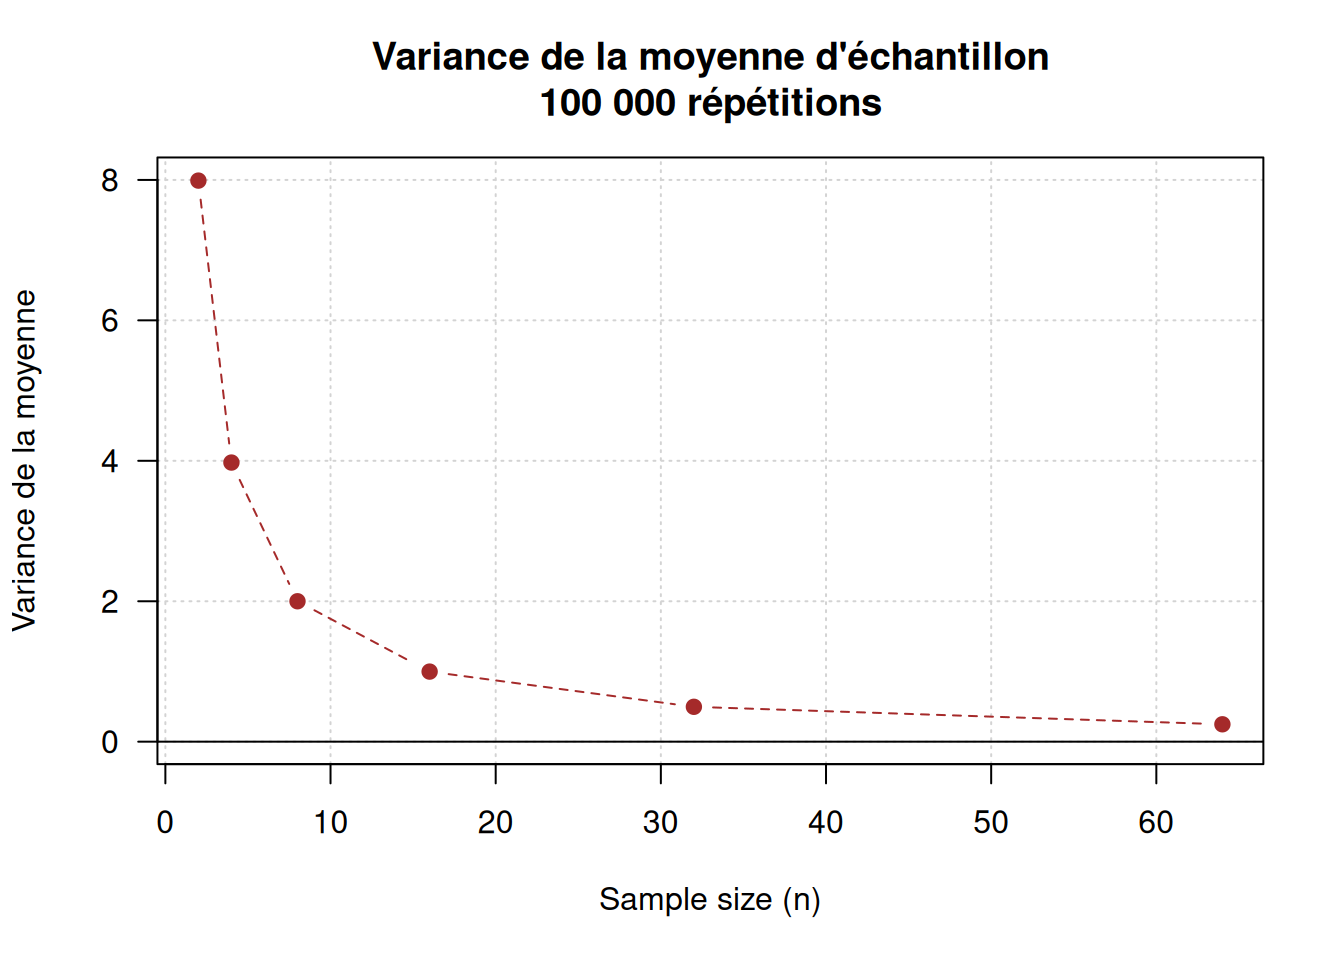 Variance de la moyenne d'échantillon
100 000 répétitions
Variance de la moyenne
8
6
4
2
0
0 10 20 30 40 50 60
Sample size (n)